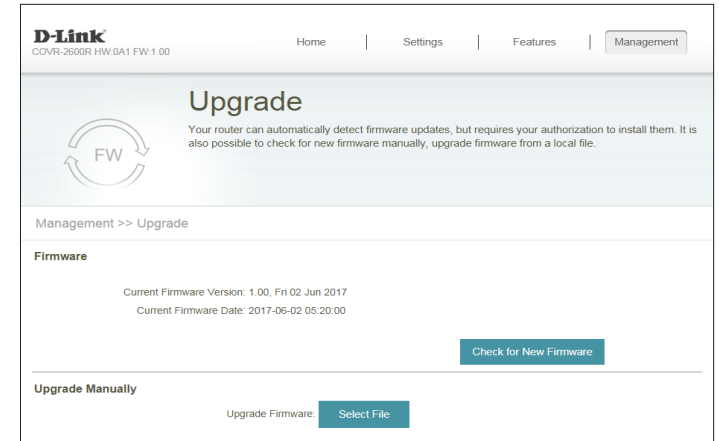 D-Link
COVR-2600R HW:0A1 FW:1.00
Home | Settings | Features | Management
Upgrade
Your router can automatically detect firmware updates, but requires your authorization to install them. It is
also possible to check for new firmware manually, upgrade firmware from a local file.
FW
Management >> Upgrade
Firmware
Current Firmware Version: 1.00, Fri 02 Jun 2017
Current Firmware Date: 2017-06-02 05:20:00
Check for New Firmware
Upgrade Manually
Upgrade Firmware: Select File